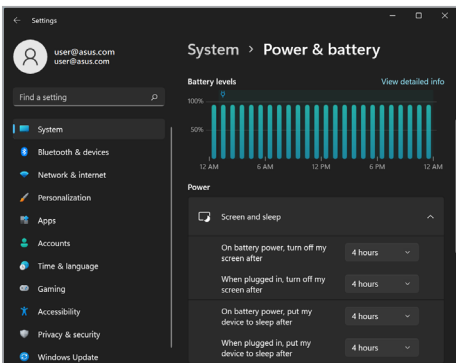 Settings
user@asus.com
user@asus.com
Find a setting
System
Bluetooth & devices
Network & internet
Personalization
Apps
Accounts
Time & language
Gaming
Accessibility
Privacy & security
Windows Update
System > Power & battery
Battery levels View detailed info
100%
50%
12 AM 6 AM 12 PM 6 PM 12 AM
Power
Screen and sleep
On battery power, turn off my
screen after
4 hours
When plugged in, turn off my
screen after
4 hours
On battery power, put my
device to sleep after
4 hours
When plugged in, put my
device to sleep after
4 hours